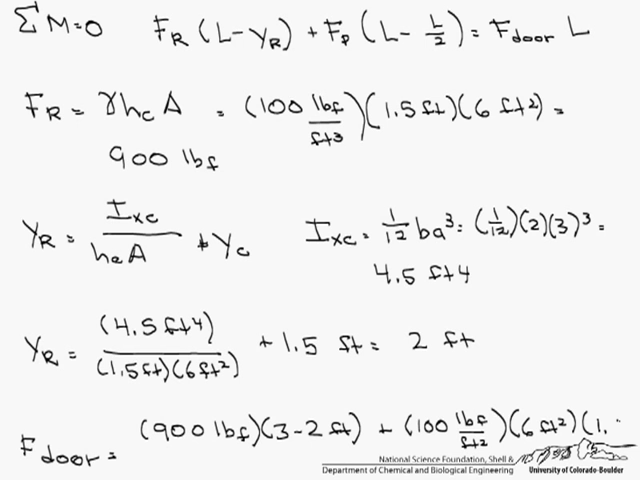 ΣM=0 F_R (L-y_R) + F_p (L- L/2) = F_door L
F_R = γh_c A = (100 lbf/ft3)(1.5 ft)(6 ft2) =
900 lbf
y_R = I_xc/h_c A + y_c I_xc = 1/12 ba^3 = (1/12)(2)(3)^3 =
4.5 ft4
y_R = (4.5 ft4)/(1.5ft)(6ft2) + 1.5 ft = 2 ft
F_door = (900 lbf)(3-2 ft) + (100 lbf/ft2)(6 ft2)(1.
National Science Foundation, Shell &
Department of Chemical and Biological Engineering University of Colorado-Boulder